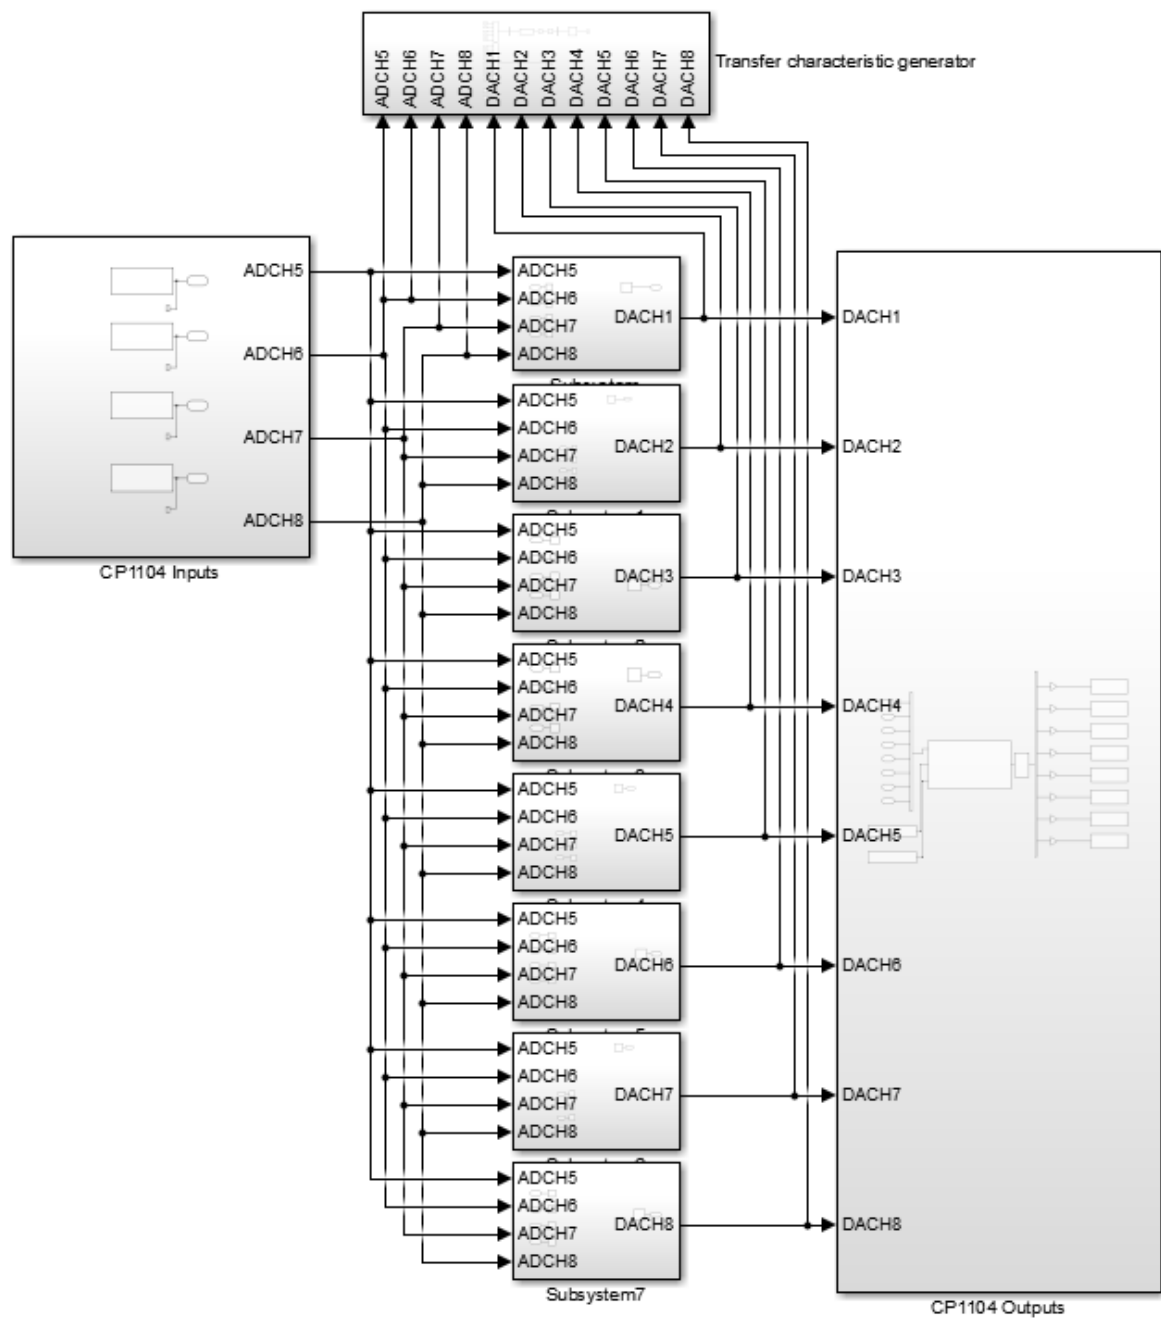 ADCH5
ADCH6
ADCH7
ADCH8
DACH1
DACH2
DACH3
DACH4
DACH5
DACH6
DACH7
DACH8
Transfer characteristic generator
ADCH5
ADCH6
ADCH7
ADCH8
CP1104 Inputs
ADCH5
ADCH6
ADCH7
ADCH8
DACH1
ADCH5
ADCH6
ADCH7
ADCH8
DACH2
ADCH5
ADCH6
ADCH7
ADCH8
DACH3
ADCH5
ADCH6
ADCH7
ADCH8
DACH4
ADCH5
ADCH6
ADCH7
ADCH8
DACH5
ADCH5
ADCH6
ADCH7
ADCH8
DACH6
ADCH5
ADCH6
ADCH7
ADCH8
DACH7
ADCH5
ADCH6
ADCH7
ADCH8
DACH8
Subsystem7
DACH1
DACH2
DACH3
DACH4
DACH5
DACH6
DACH7
DACH8
CP1104 Outputs